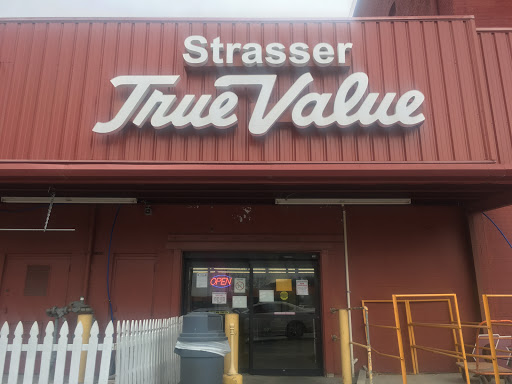 Strasser
True Value
OPEN